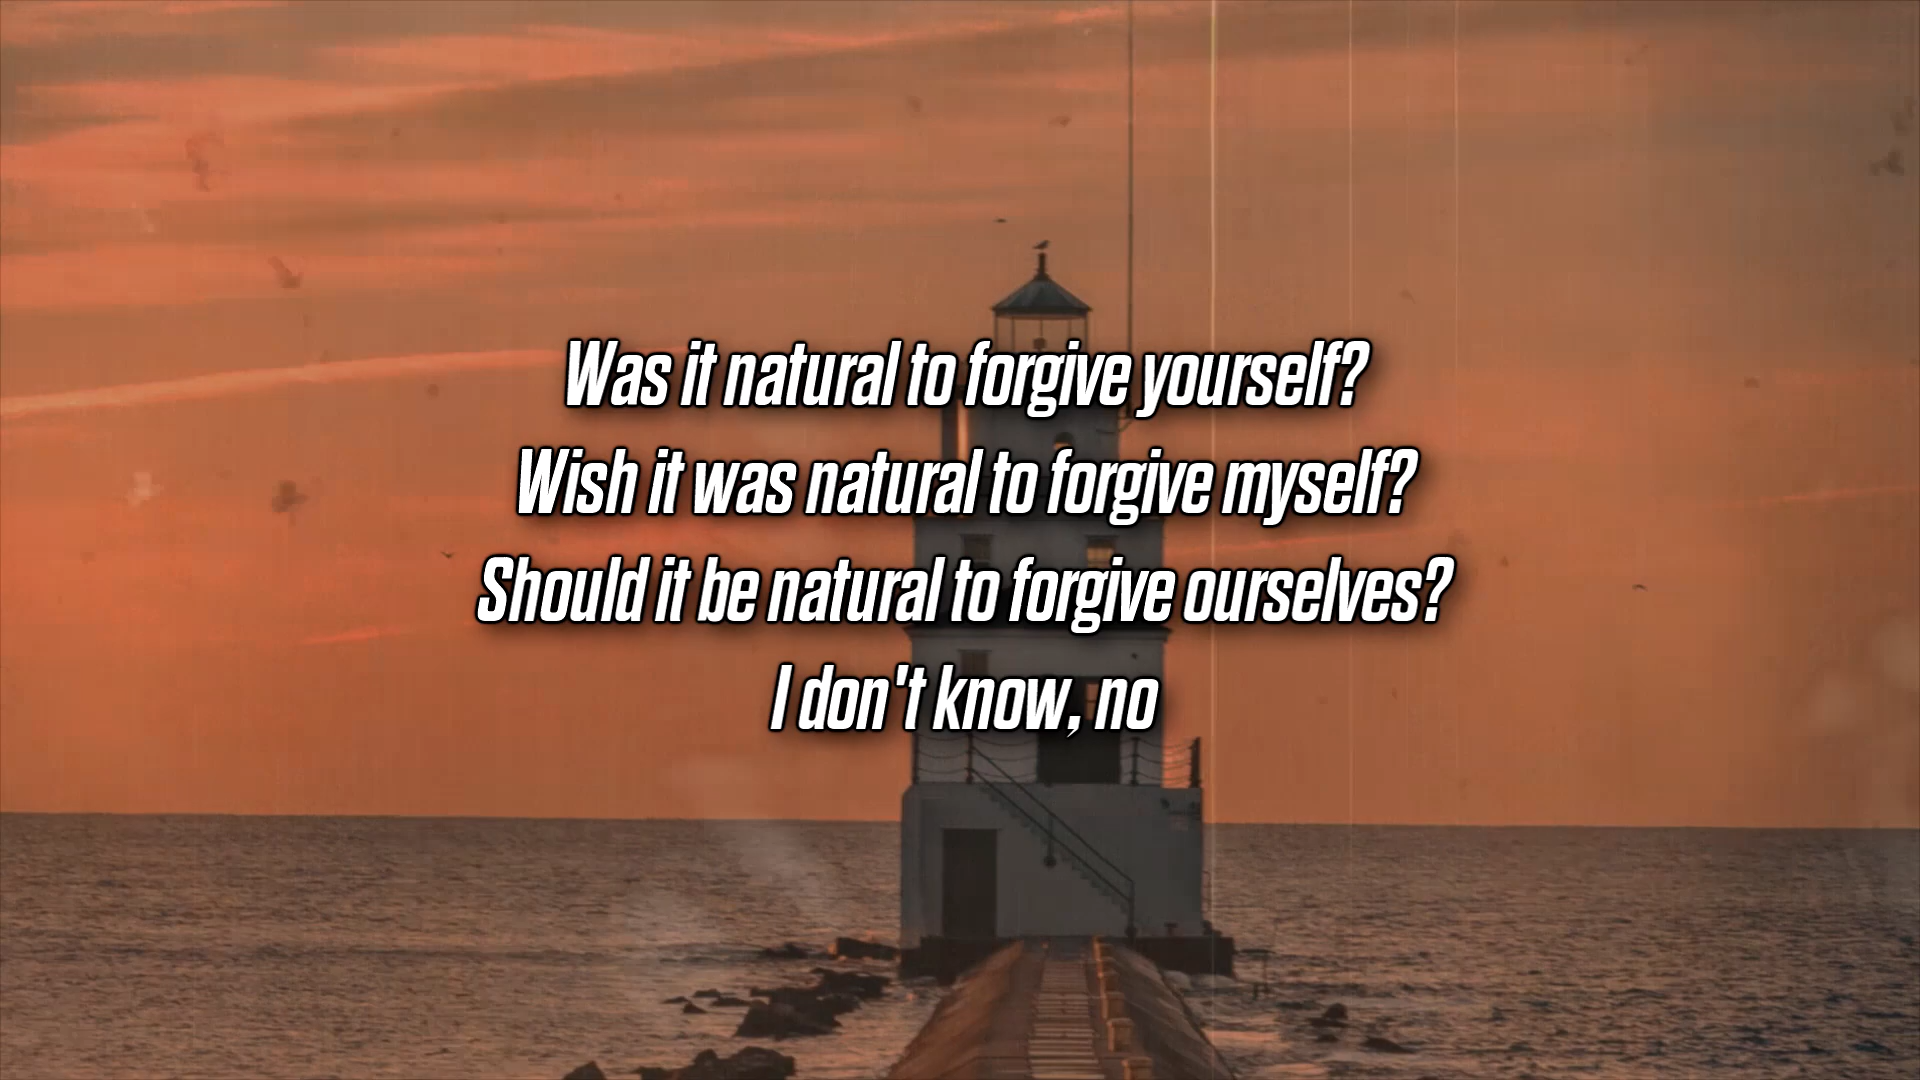 Was it natural to forgive yourself?
Wish it was natural to forgive myself?
Should it be natural to forgive ourselves?
I don't know, no